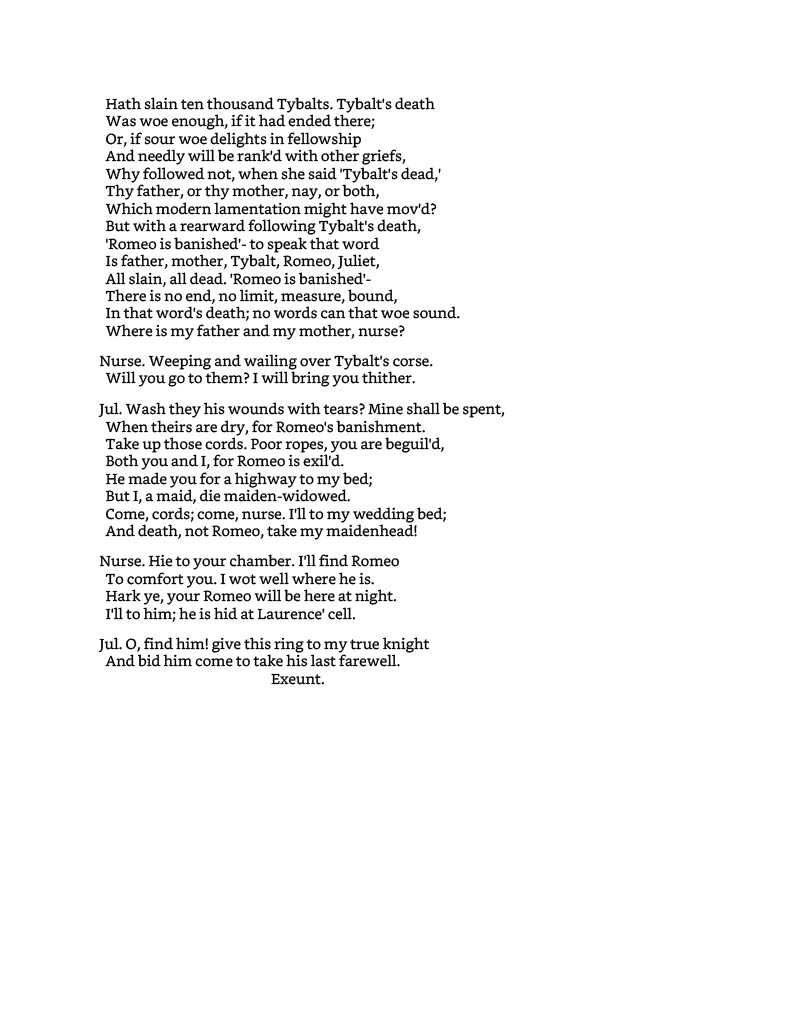 Hath slain ten thousand Tybalts. Tybalt's death
Was woe enough, if it had ended there;
Or, if sour woe delights in fellowship
And needly will be rank'd with other griefs,
Why followed not, when she said 'Tybalt's dead,'
Thy father, or thy mother, nay, or both,
Which modern lamentation might have mov'd?
But with a rearward following Tybalt's death,
'Romeo is banished'- to speak that word
Is father, mother, Tybalt, Romeo, Juliet,
All slain, all dead. 'Romeo is banished'-
There is no end, no limit, measure, bound,
In that word's death; no words can that woe sound.
Where is my father and my mother, nurse?
Nurse. Weeping and wailing over Tybalt's corse.
Will you go to them? I will bring you thither.
Jul. Wash they his wounds with tears? Mine shall be spent,
When theirs are dry, for Romeo's banishment.
Take up those cords. Poor ropes, you are beguil'd,
Both you and I, for Romeo is exil'd.
He made you for a highway to my bed;
But I, a maid, die maiden-widowed.
Come, cords; come, nurse. I'll to my wedding bed;
And death, not Romeo, take my maidenhead!
Nurse. Hie to your chamber. I'll find Romeo
To comfort you. I wot well where he is.
Hark ye, your Romeo will be here at night.
I'll to him; he is hid at Laurence' cell.
Jul. O, find him! give this ring to my true knight
And bid him come to take his last farewell.
Exeunt.